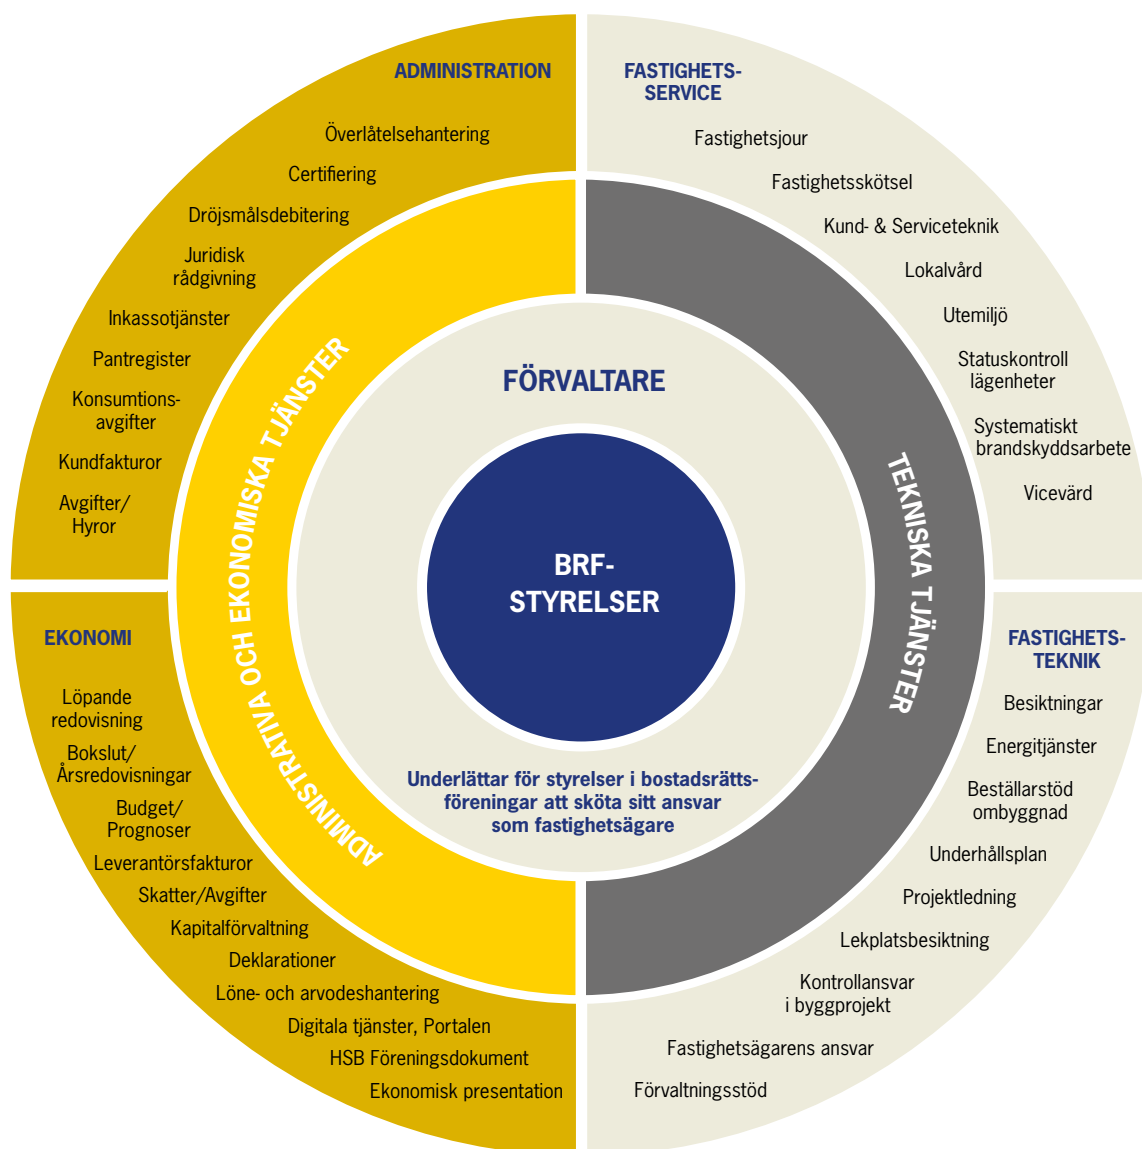 ADMINISTRATION
Överlåtelsehantering
Certifiering
Dröjsmålsdebitering
Juridisk
rådgivning
Inkassotjänster
Pantregister
Konsumtions-
avgifter
Kundfakturor
Avgifter/
Hyror
FASTIGHETS-
SERVICE
Fastighetsjour
Fastighetsskötsel
Kund- & Serviceteknik
Lokalvård
Utemiljö
Statuskontroll
lägenheter
Systematiskt
brandskyddsarbete
Vicevärd
ADMINISTRATIVA OCH EKONOMISKA TJÄNSTER
FÖRVALTARE
BRF-
STYRELSER
Underlättar för styrelser i bostadsrätts-
föreningar att sköta sitt ansvar
som fastighetsägare
TEKNISKA TJÄNSTER
EKONOMI
Löpande
redovisning
Bokslut/
Årsredovisningar
Budget/
Prognoser
Leverantörsfakturor
Skatter/Avgifter
Kapitalförvaltning
Deklarationer
Löne- och arvodeshantering
Digitala tjänster, Portalen
HSB Föreningsdokument
Ekonomisk presentation
FASTIGHETS-
TEKNIK
Besiktningar
Energitjänster
Beställarstöd
ombyggnad
Underhållsplan
Projektledning
Lekplatsbesiktning
Kontrollansvar
i byggprojekt
Fastighetsägarens ansvar
Förvaltningsstöd